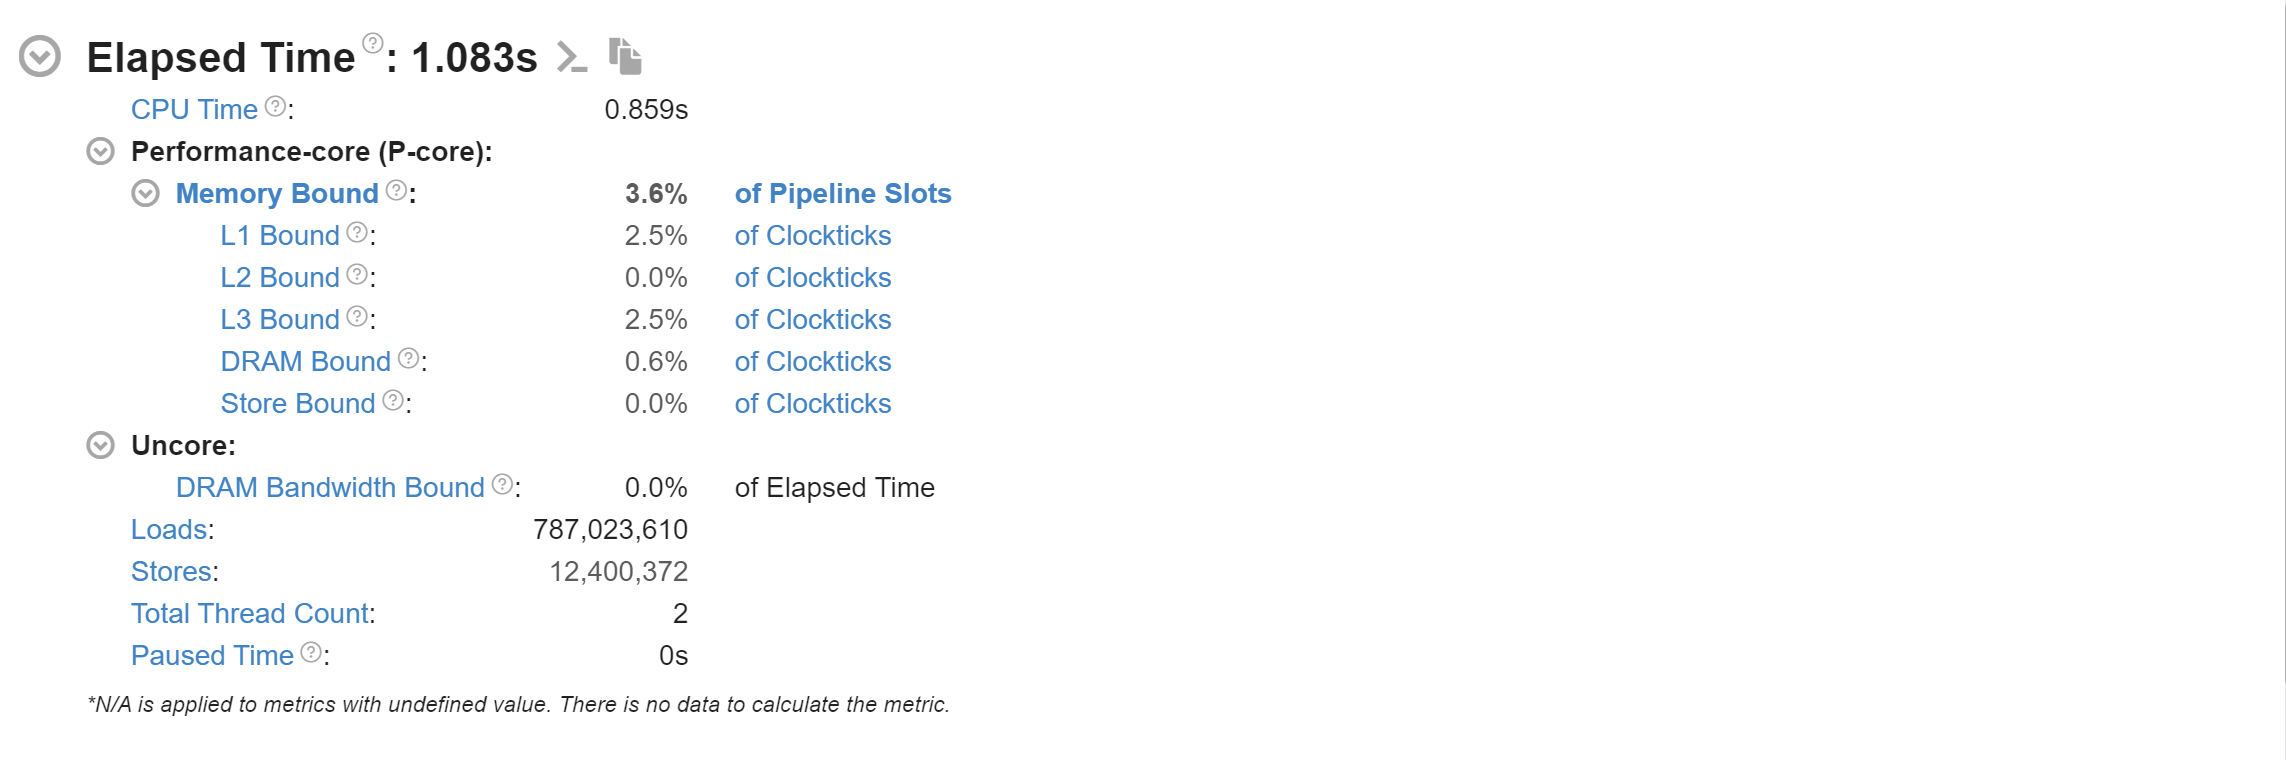 Elapsed Time ?: 1.083s
CPU Time ?: 0.859s
Performance-core (P-core):
Memory Bound ?: 3.6% of Pipeline Slots
L1 Bound ?: 2.5% of Clockticks
L2 Bound ?: 0.0% of Clockticks
L3 Bound ?: 2.5% of Clockticks
DRAM Bound ?: 0.6% of Clockticks
Store Bound ?: 0.0% of Clockticks
Uncore:
DRAM Bandwidth Bound ?: 0.0% of Elapsed Time
Loads: 787,023,610
Stores: 12,400,372
Total Thread Count: 2
Paused Time ?: 0s
*N/A is applied to metrics with undefined value. There is no data to calculate the metric.